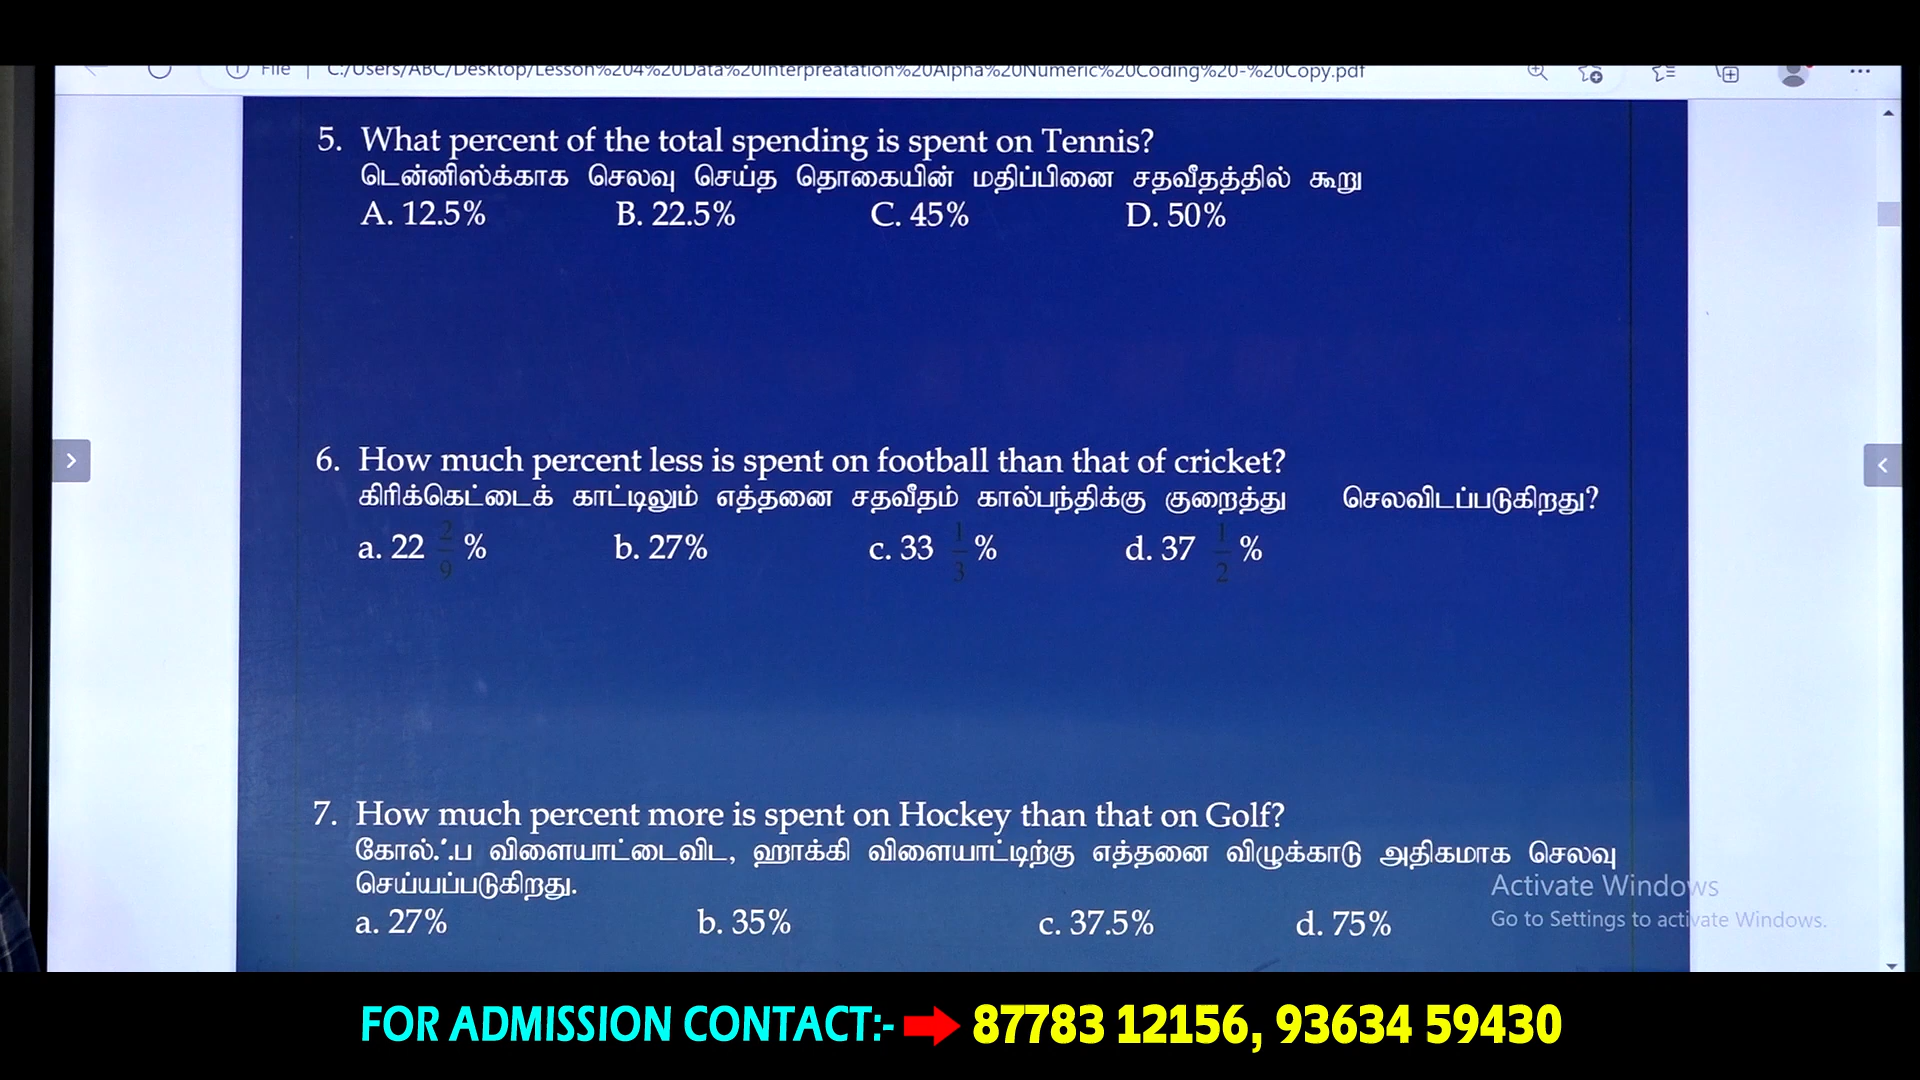 File | C:/Users/ABC/Desktop/Lesson%204%20Data%20Interpreatation%20Alpha%20Numeric%20Coding%20-%20Copy.pdf
5. What percent of the total spending is spent on Tennis?
டென்னிஸ்க்காக செலவு செய்த தொகையின் மதிப்பினை சதவீதத்தில் கூறு
A. 12.5% B. 22.5% C. 45% D. 50%
6. How much percent less is spent on football than that of cricket?
கிரிக்கெட்டைக் காட்டிலும் எத்தனை சதவீதம் கால்பந்திக்கு குறைத்து செலவிடப்படுகிறது?
a. 22 2/9 % b. 27% c. 33 1/3 % d. 37 1/2 %
7. How much percent more is spent on Hockey than that on Golf?
கோல்.்.ப விளையாட்டைவிட, ஹாக்கி விளையாட்டிற்கு எத்தனை விழுக்காடு அதிகமாக செலவு
செய்யப்படுகிறது.
a. 27% b. 35% c. 37.5% d. 75%
Activate Windows
Go to Settings to activate Windows.
FOR ADMISSION CONTACT:- 87783 12156, 93634 59430